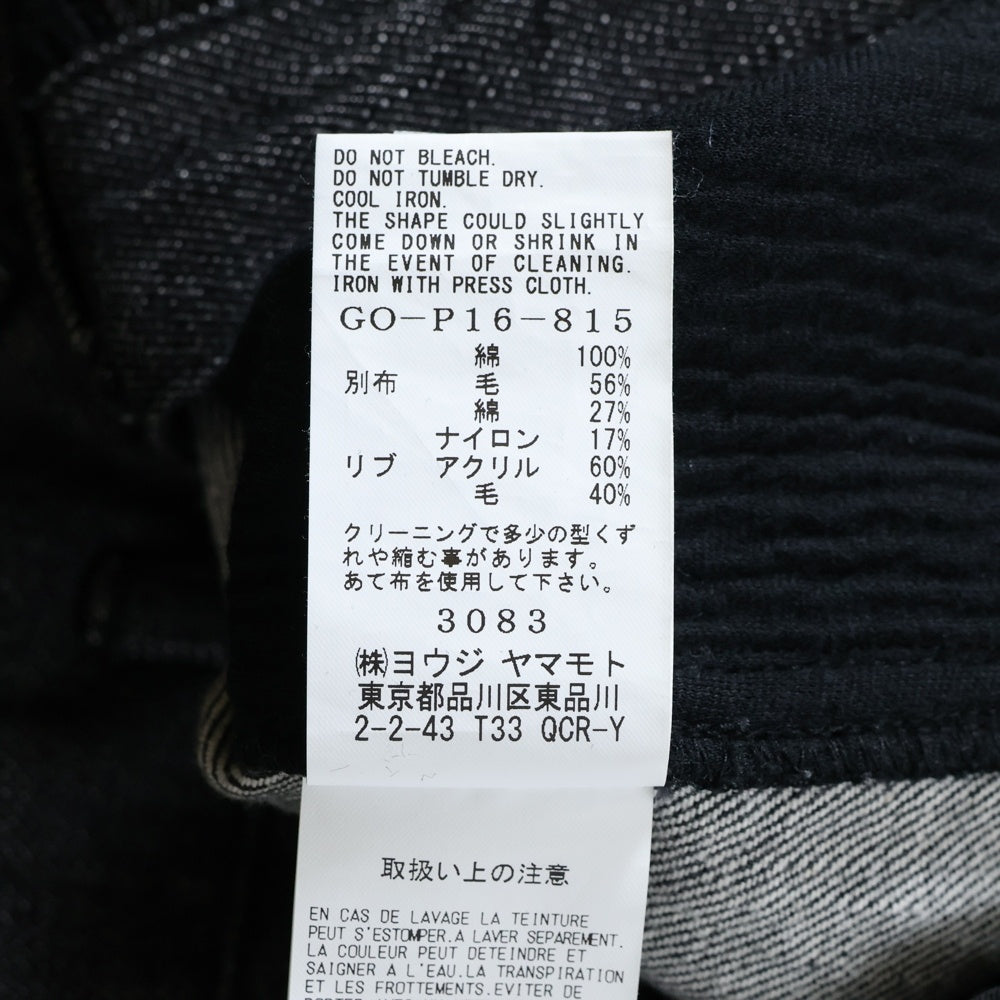 DO NOT BLEACH.
DO NOT TUMBLE DRY.
COOL IRON.
THE SHAPE COULD SLIGHTLY
COME DOWN OR SHRINK IN
THE EVENT OF CLEANING.
IRON WITH PRESS CLOTH.
GO-P16-815
綿 100%
別布 毛 56%
綿 27%
ナイロン 17%
リブ アクリル 60%
毛 40%
クリーニングで多少の型くず
れや縮む事があります。
あて布を使用して下さい。
3083
㈱ヨウジ ヤマモト
東京都品川区東品川
2-2-43 T33 QCR-Y
取扱い上の注意
EN CAS DE LAVAGE LA TEINTURE
PEUT S'ESTOMPER.A LAVER SEPAREMENT.
LA COULEUR PEUT DETEINDRE ET
SAIGNER A L'EAU.LA TRANSPIRATION
ET LES FROTTEMENTS.EVITER DE